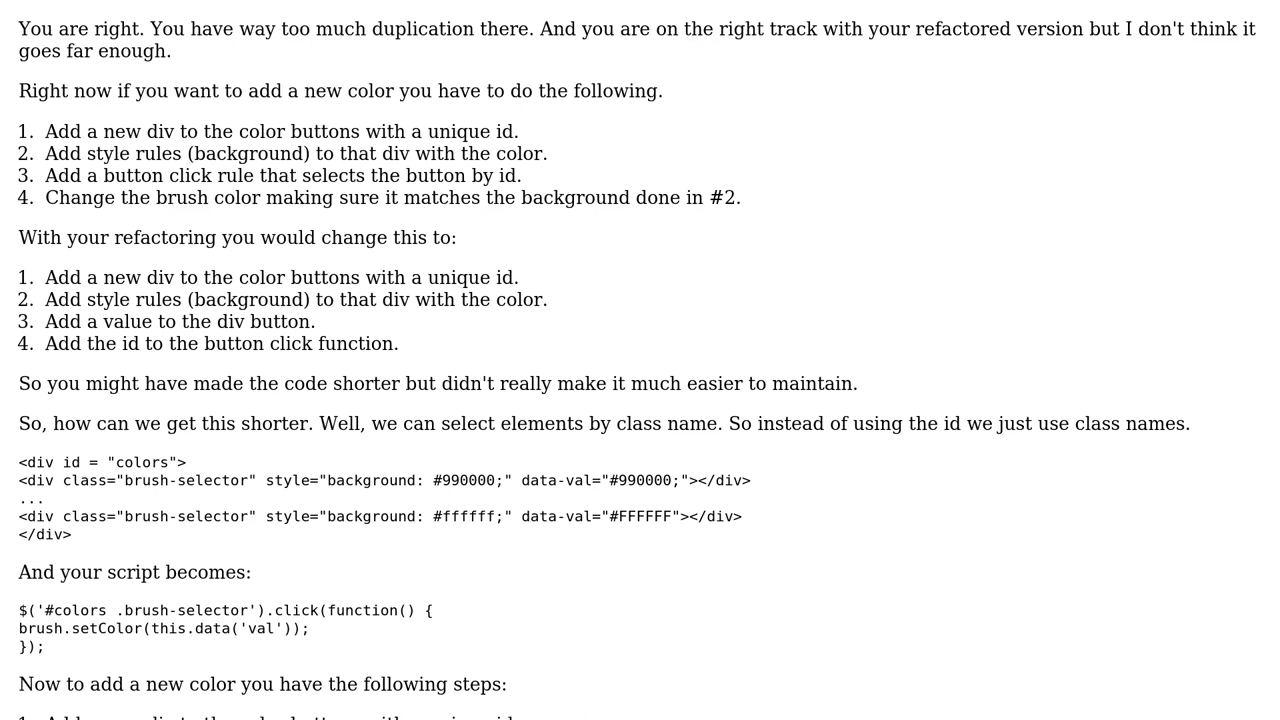 You are right. You have way too much duplication there. And you are on the right track with your refactored version but I don't think it
goes far enough.
Right now if you want to add a new color you have to do the following.
1. Add a new div to the color buttons with a unique id.
2. Add style rules (background) to that div with the color.
3. Add a button click rule that selects the button by id.
4. Change the brush color making sure it matches the background done in #2.
With your refactoring you would change this to:
1. Add a new div to the color buttons with a unique id.
2. Add style rules (background) to that div with the color.
3. Add a value to the div button.
4. Add the id to the button click function.
So you might have made the code shorter but didn't really make it much easier to maintain.
So, how can we get this shorter. Well, we can select elements by class name. So instead of using the id we just use class names.
<div id = "colors">
<div class="brush-selector" style="background: #990000;" data-val="#990000;"></div>
...
<div class="brush-selector" style="background: #ffffff;" data-val="#FFFFFF"></div>
</div>
And your script becomes:
$('#colors .brush-selector').click(function() {
brush.setColor(this.data('val'));
});
Now to add a new color you have the following steps: